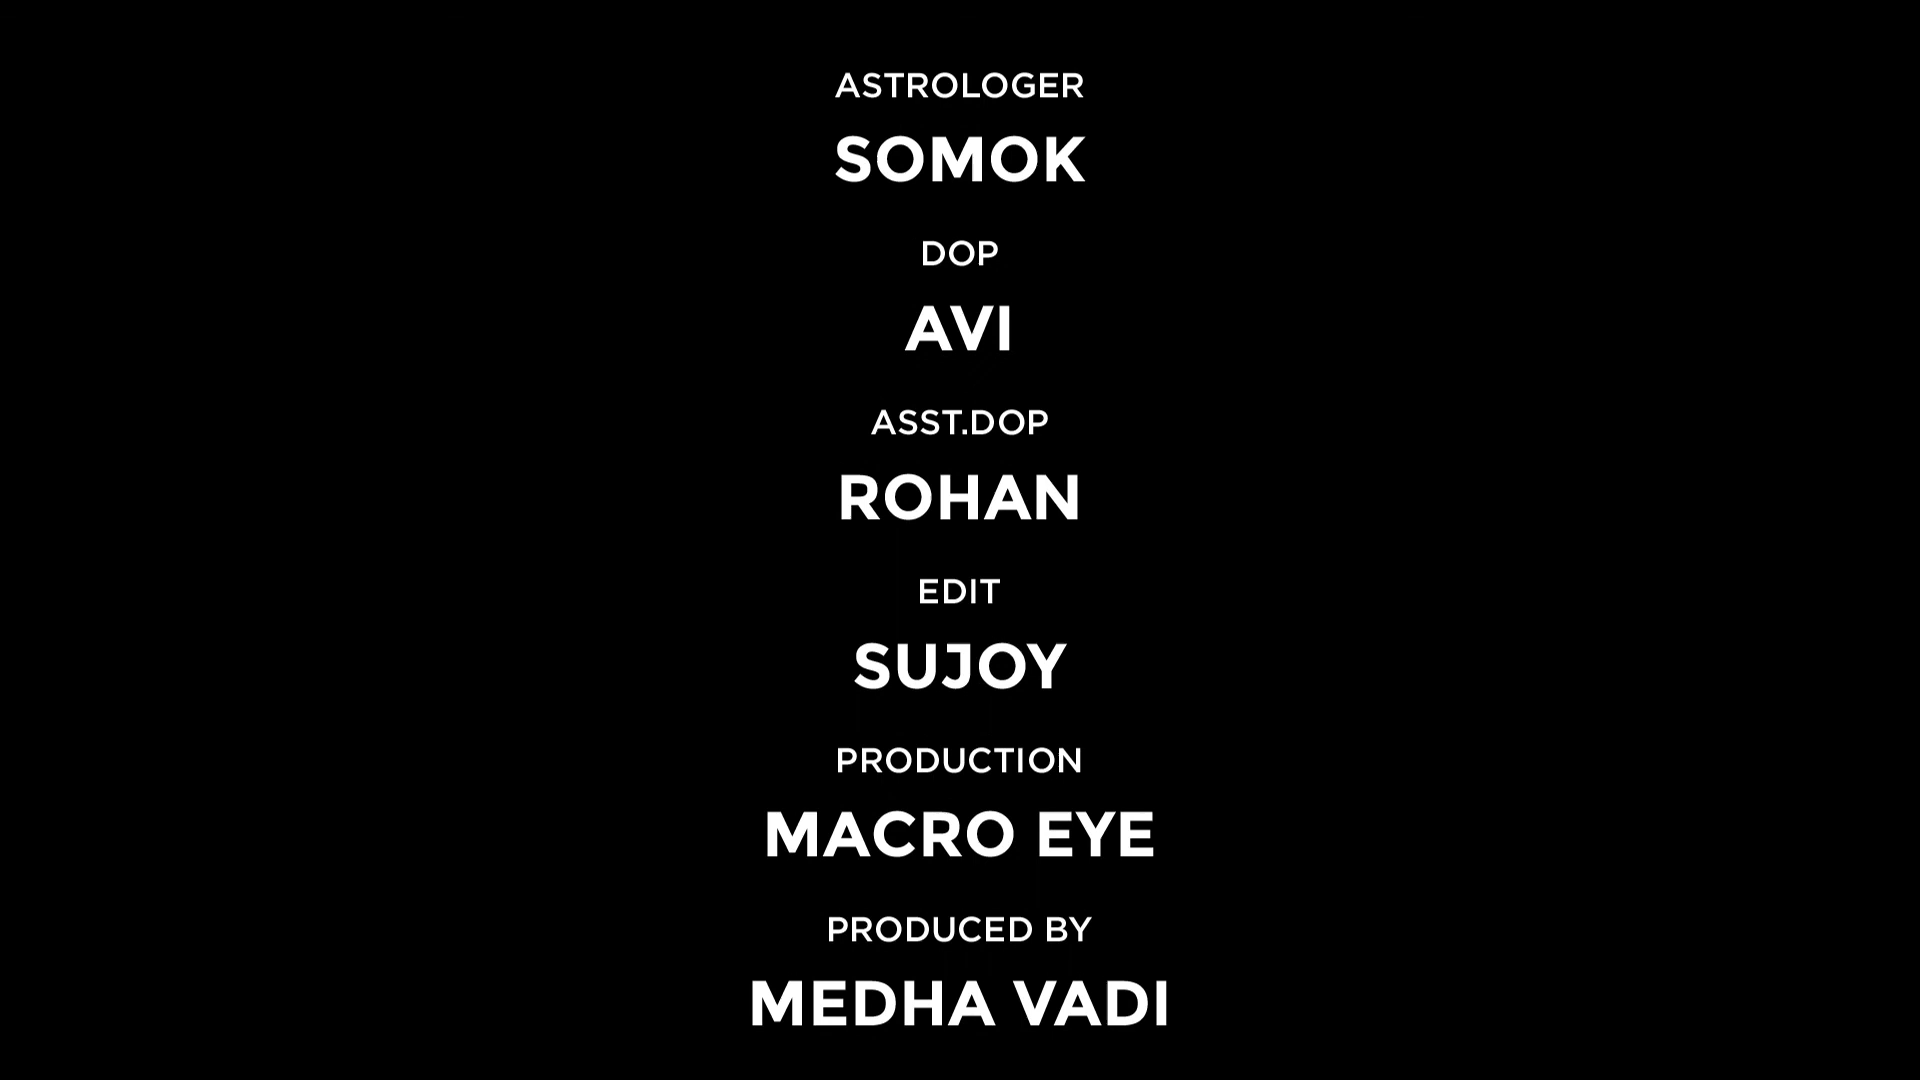 ASTROLOGER
SOMOK
DOP
AVI
ASST.DOP
ROHAN
EDIT
SUJOY
PRODUCTION
MACRO EYE
PRODUCED BY
MEDHA VADI